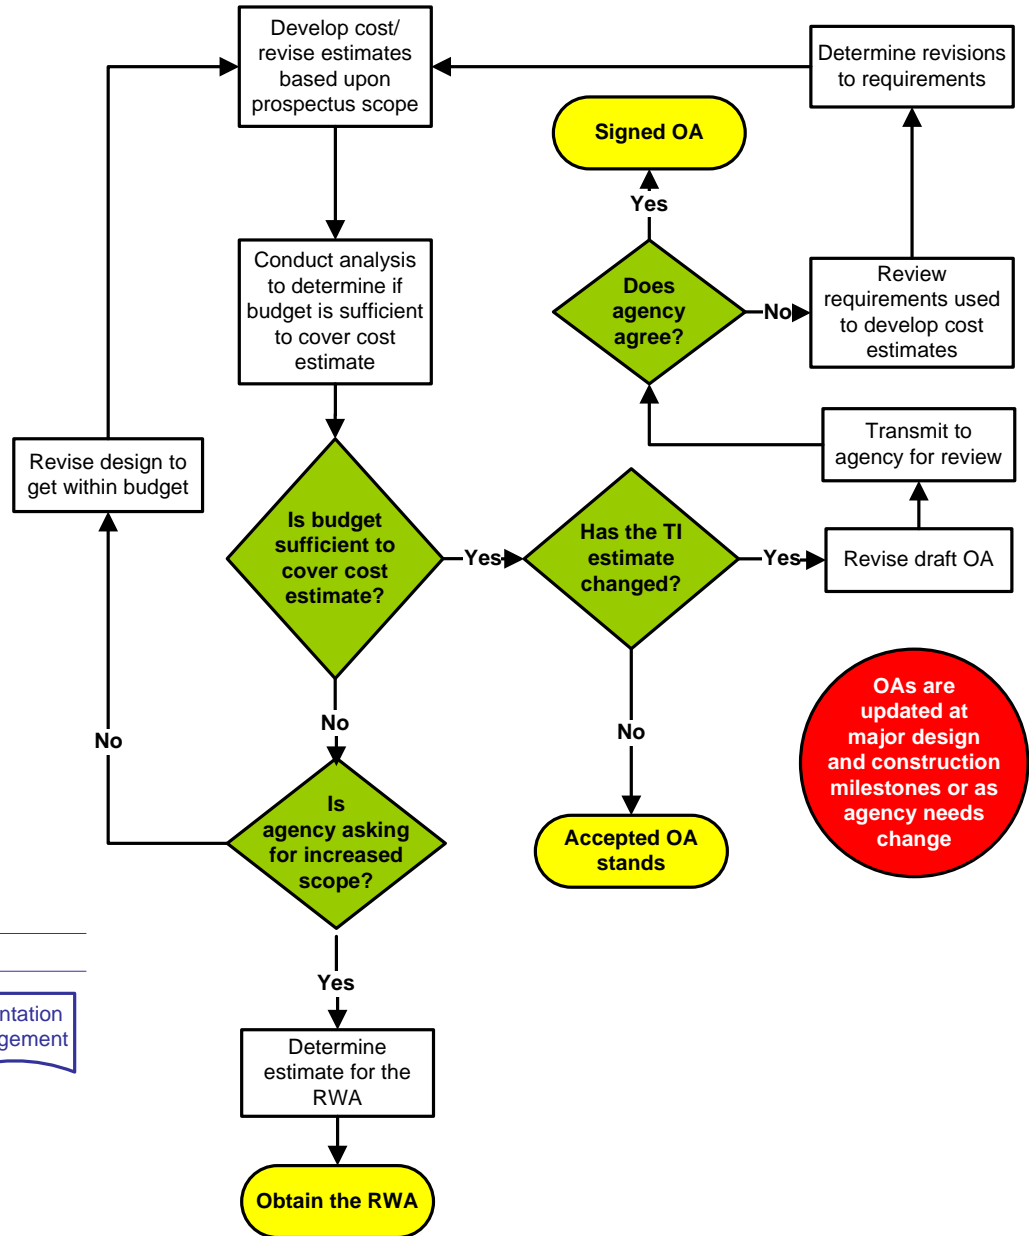 Develop cost/
revise estimates
based upon
prospectus scope
Determine revisions
to requirements
Signed OA
Yes
Conduct analysis
to determine if
budget is sufficient
to cover cost
estimate
Does
agency
agree?
No
Review
requirements used
to develop cost
estimates
Revise design to
get within budget
Transmit to
agency for review
Is budget
sufficient to
cover cost
estimate?
Yes
Has the TI
estimate
changed?
Yes
Revise draft OA
No
No
No
OAs are
updated at
major design
and construction
milestones or as
agency needs
change
Is
agency asking
for increased
scope?
Accepted OA
stands
Yes
ntation
gement
Determine
estimate for the
RWA
Obtain the RWA